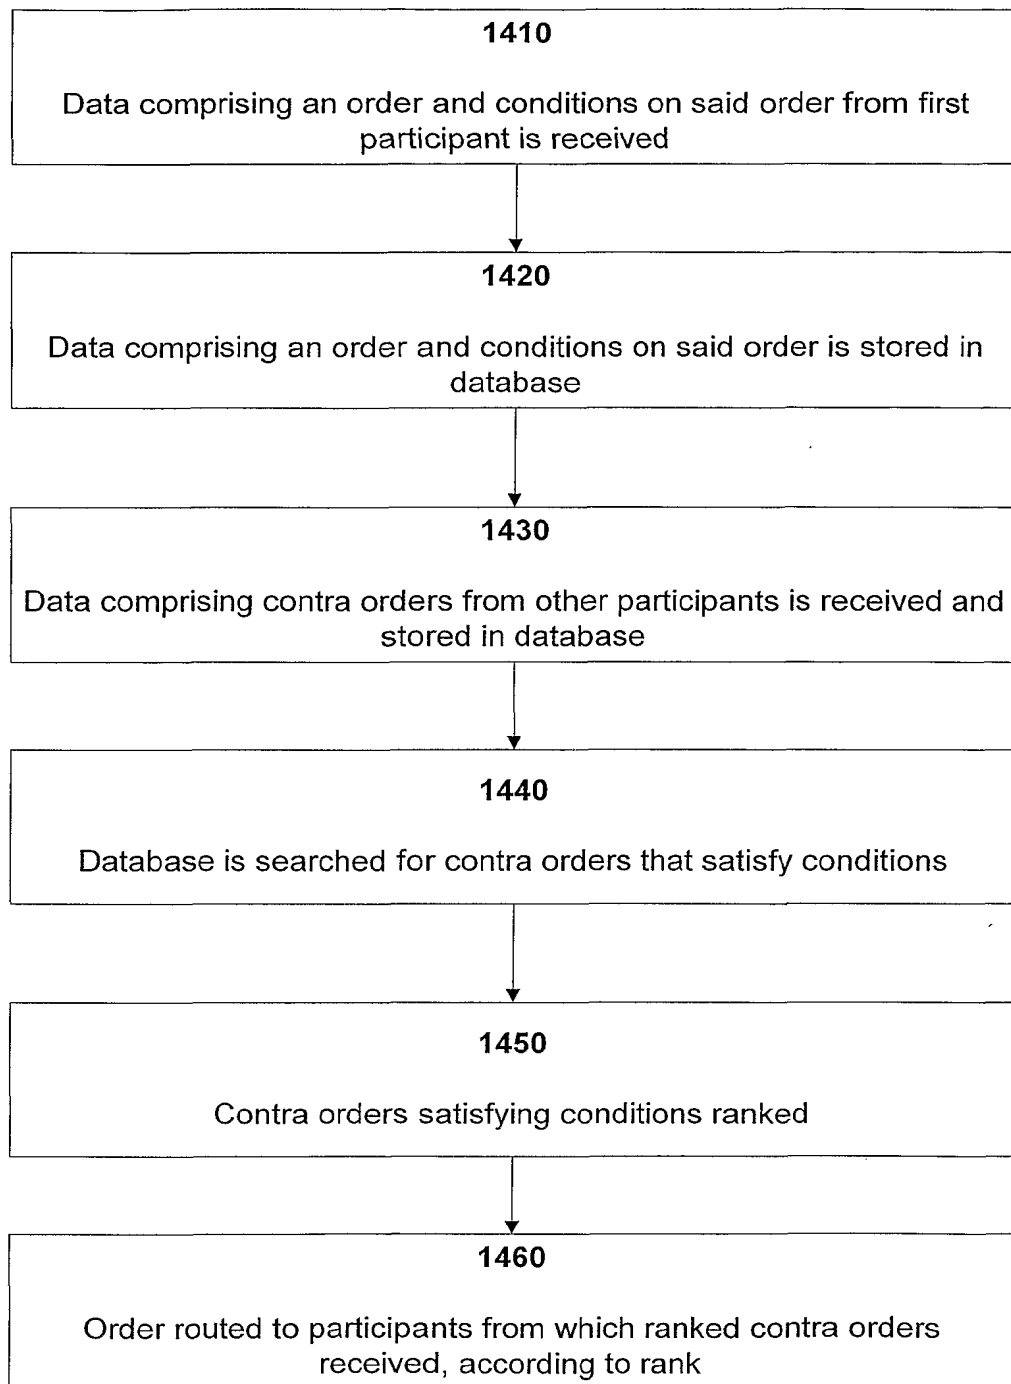 1410
Data comprising an order and conditions on said order from first
participant is received
1420
Data comprising an order and conditions on said order is stored in
database
1430
Data comprising contra orders from other participants is received and
stored in database
1440
Database is searched for contra orders that satisfy conditions
1450
Contra orders satisfying conditions ranked
1460
Order routed to participants from which ranked contra orders
received, according to rank